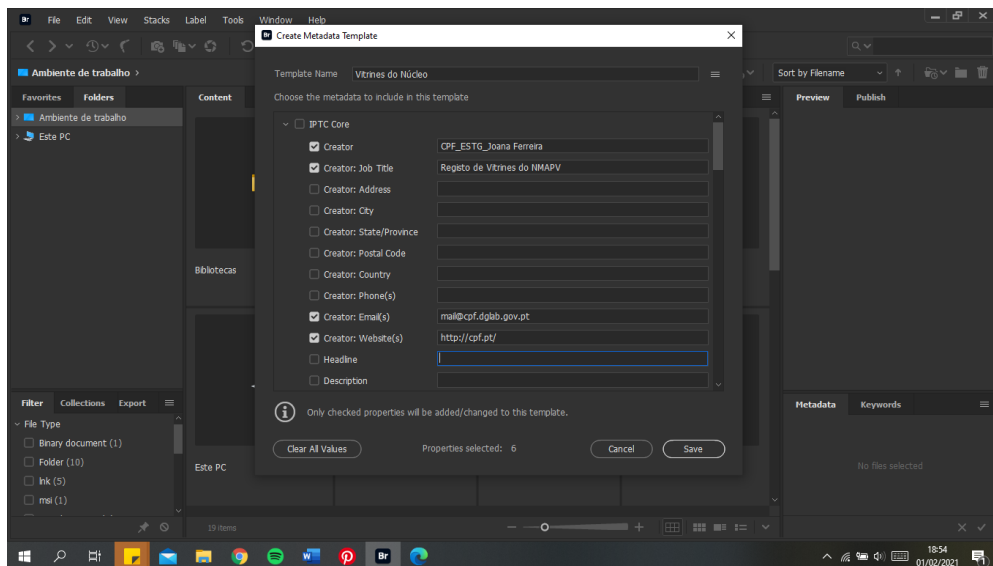 Br File Edit View Stacks Label Tools Window Help
Br Create Metadata Template
Ambiente de trabalho
Sort by Filename
Favorites Folders
Ambiente de trabalho
Este PC
Content
Bibliotecas
Este PC
Template Name Vitrines do Núcleo
Choose the metadata to include in this template
IPTC Core
Creator CPF_ESTG_Joana Ferreira
Creator: Job Title Registo de Vitrines do NMAPV
Creator: Address
Creator: City
Creator: State/Province
Creator: Postal Code
Creator: Country
Creator: Phone(s)
Creator: Email(s) mail@cpf.dglab.gov.pt
Creator: Website(s) http://cpf.pt/
Headline
Description
Only checked properties will be added/changed to this template.
Clear All Values Properties selected: 6 Cancel Save
Preview Publish
Filter Collections Export
File Type
Binary document (1)
Folder (10)
lnk (5)
msi (1)
19 items
Metadata Keywords
No files selected
Br
18:54
01/02/2021